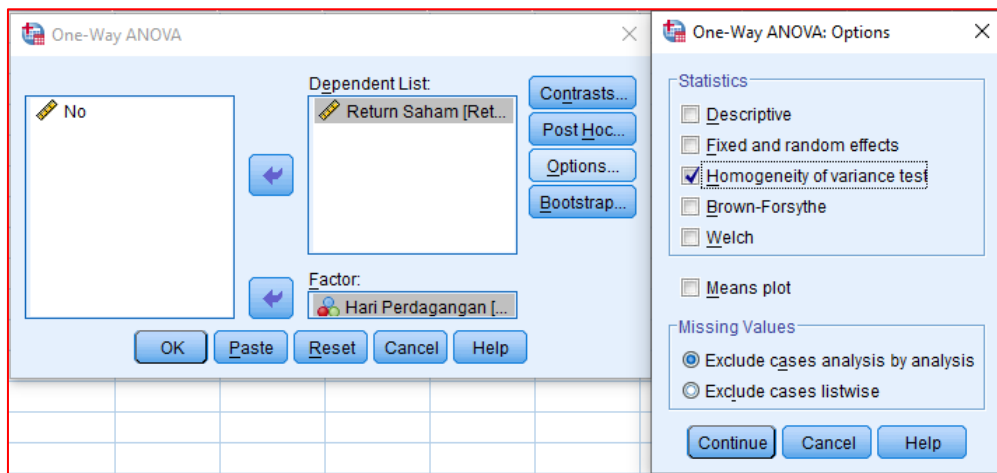 One-Way ANOVA
No
Dependent List:
Return Saham [Ret...
Contrasts...
Post Hoc...
Options...
Bootstrap...
Factor:
Hari Perdagangan [...
OK
Paste
Reset
Cancel
Help
One-Way ANOVA: Options
Statistics
Descriptive
Fixed and random effects
Homogeneity of variance test
Brown-Forsythe
Welch
Means plot
Missing Values
Exclude cases analysis by analysis
Exclude cases listwise
Continue
Cancel
Help